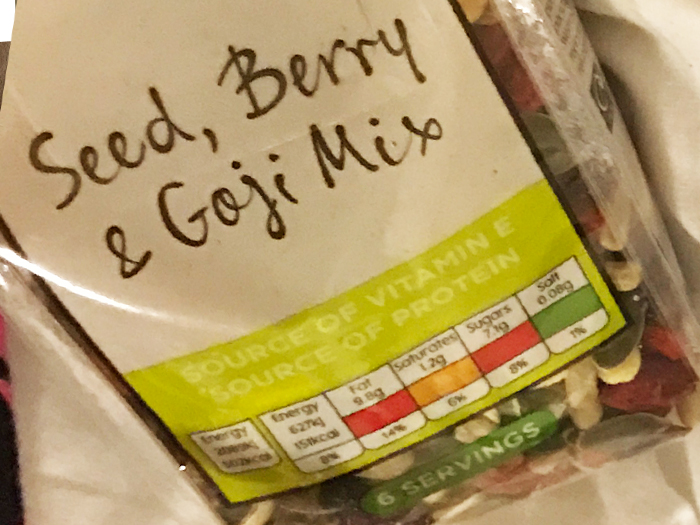 Seed, Berry
& Goji Mix
SOURCE OF VITAMIN E
SOURCE OF PROTEIN
Energy
Energy
627kJ
151kcal
8%
Fat
9.8g
14%
Saturates
1.2g
6%
Sugars
7.1g
8%
Salt
0.08g
1%
6 SERVINGS